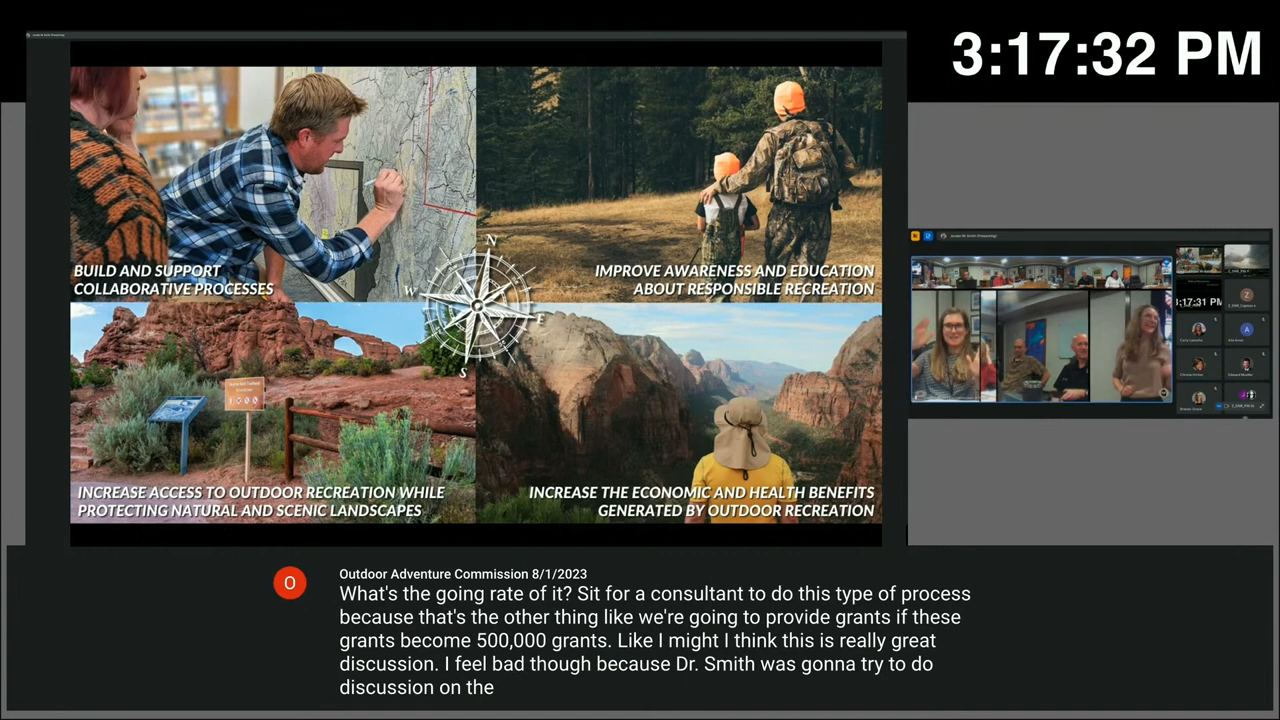 3:17:32 PM
BUILD AND SUPPORT
COLLABORATIVE PROCESSES
IMPROVE AWARENESS AND EDUCATION
ABOUT RESPONSIBLE RECREATION
N
W
E
S
INCREASE ACCESS TO OUTDOOR RECREATION WHILE
PROTECTING NATURAL AND SCENIC LANDSCAPES
INCREASE THE ECONOMIC AND HEALTH BENEFITS
GENERATED BY OUTDOOR RECREATION
3:17:31 PM
O
Outdoor Adventure Commission 8/1/2023
What's the going rate of it? Sit for a consultant to do this type of process
because that's the other thing like we're going to provide grants if these
grants become 500,000 grants. Like I might I think this is really great
discussion. I feel bad though because Dr. Smith was gonna try to do
discussion on the